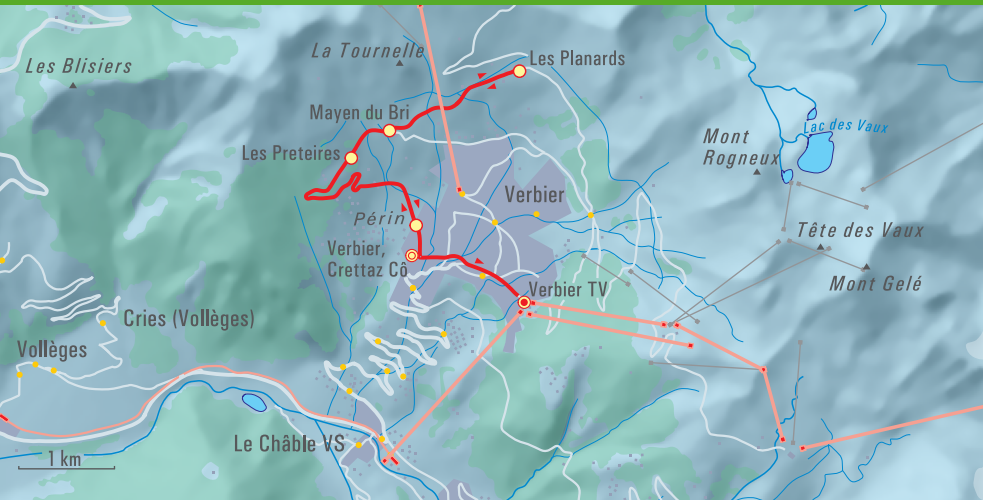 La Tournelle
Les Planards
Les Blisiers
Mayen du Bri
Lac des Vaux
Mont
Rogneux
Les Preteires
Verbier
Périn
Tête des Vaux
Verbier,
Crettaz Cô
Mont Gelé
Verbier TV
Cries (Vollèges)
Vollèges
Le Châble VS
1 km